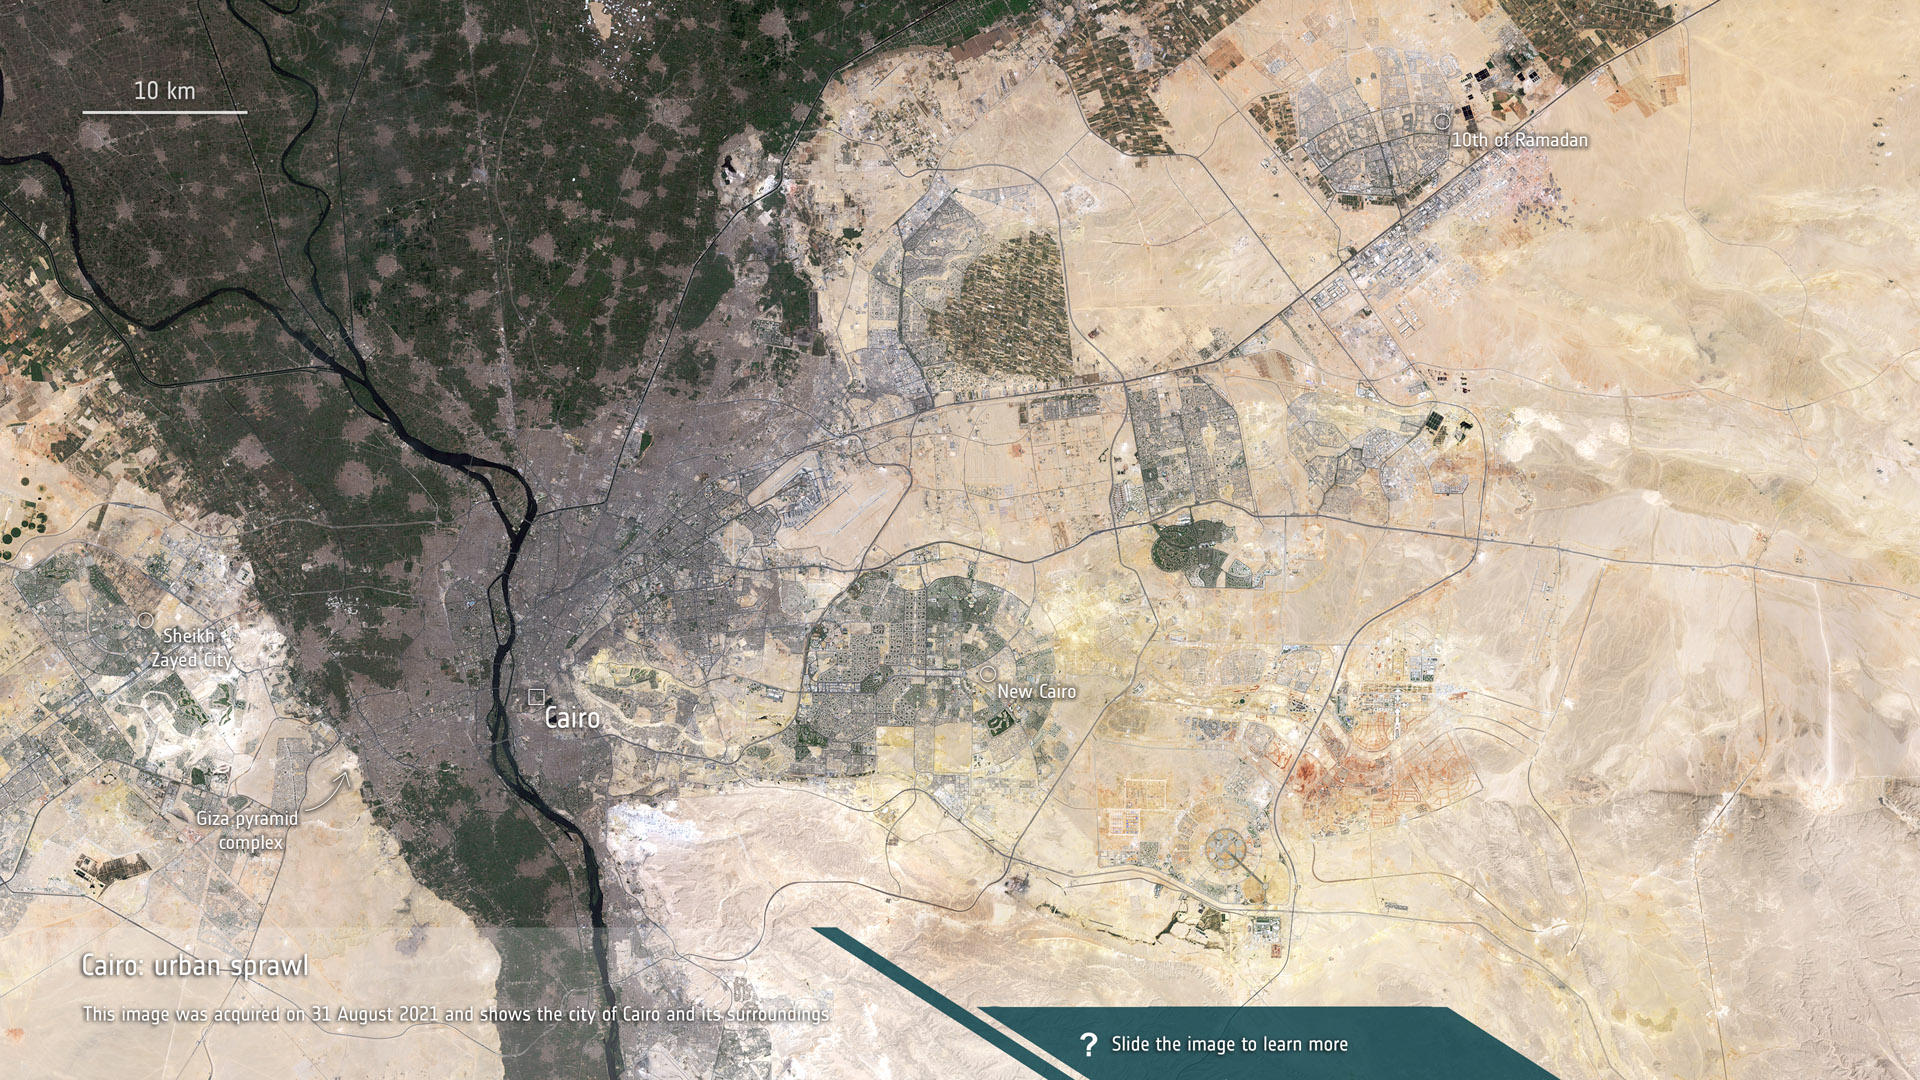 10 km
10th of Ramadan
Sheikh
Zayed City
New Cairo
Cairo
Giza pyramid
complex
Cairo: urban sprawl
This image was acquired on 31 August 2021 and shows the city of Cairo and its surroundings.
? Slide the image to learn more